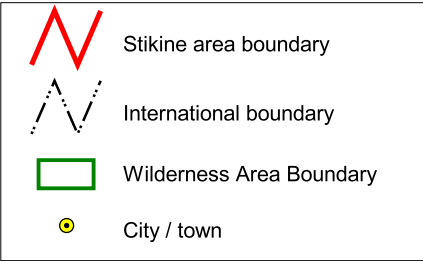 Stikine area boundary
International boundary
Wilderness Area Boundary
City / town